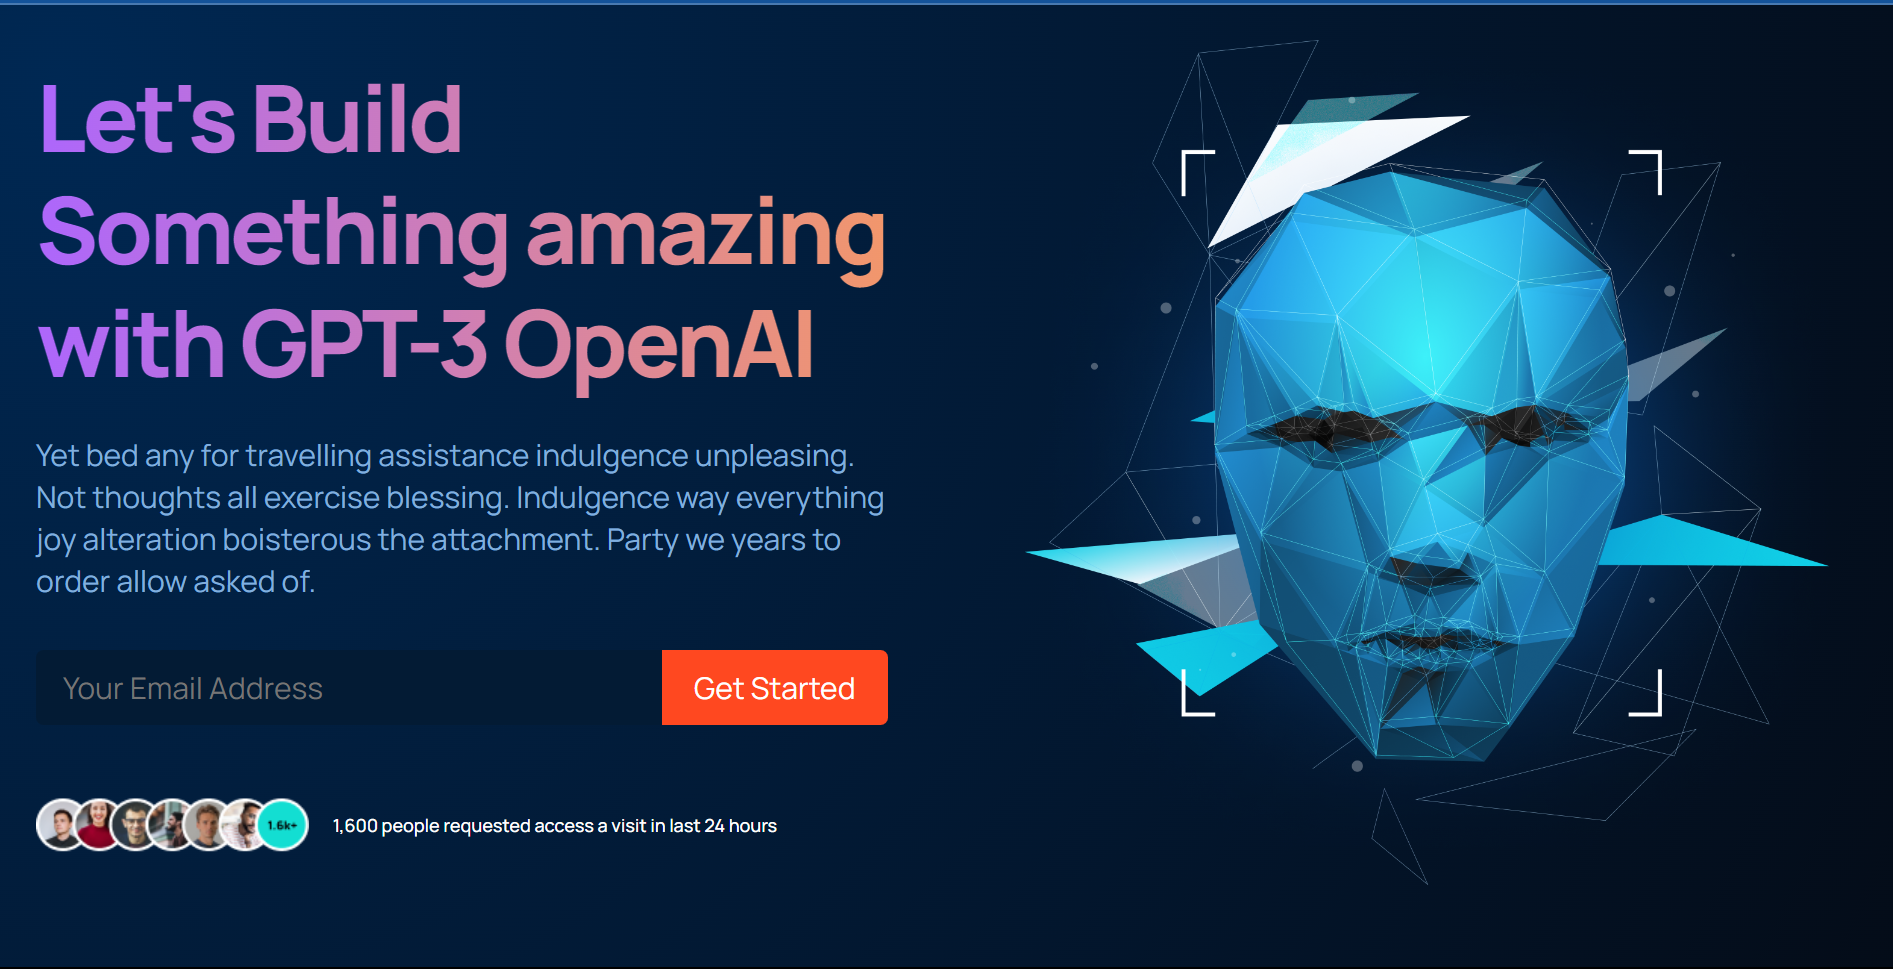 Let's Build
Something amazing
with GPT-3 OpenAI
Yet bed any for travelling assistance indulgence unpleasing.
Not thoughts all exercise blessing. Indulgence way everything
joy alteration boisterous the attachment. Party we years to
order allow asked of.
Your Email Address
Get Started
1.6k+
1,600 people requested access a visit in last 24 hours